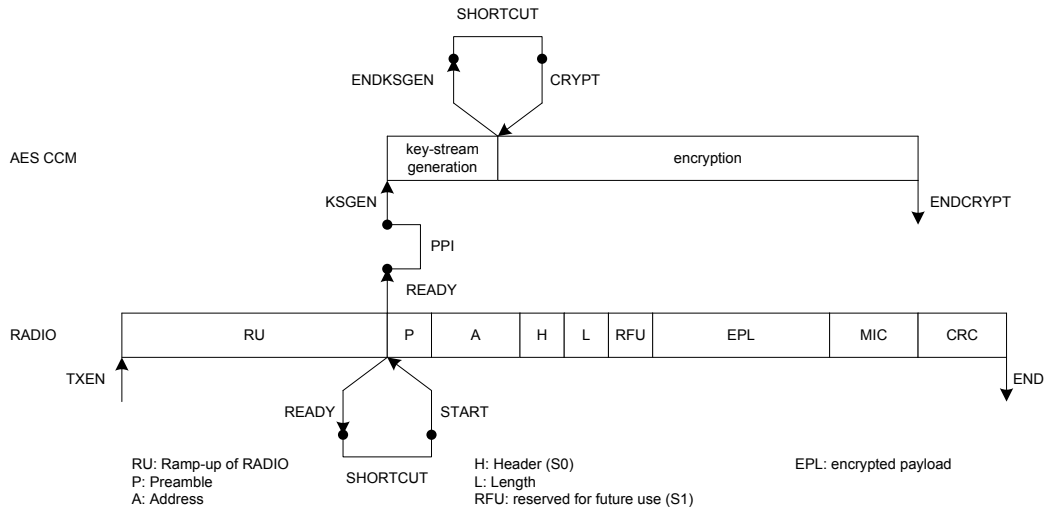 SHORTCUT
ENDKSGEN
CRYPT
AES CCM
key-stream
generation
encryption
KSGEN
ENDCRYPT
PPI
READY
RADIO
RU
P
A
H
L
RFU
EPL
MIC
CRC
TXEN
END
READY
START
SHORTCUT
RU: Ramp-up of RADIO
P: Preamble
A: Address
H: Header (S0)
L: Length
RFU: reserved for future use (S1)
EPL: encrypted payload